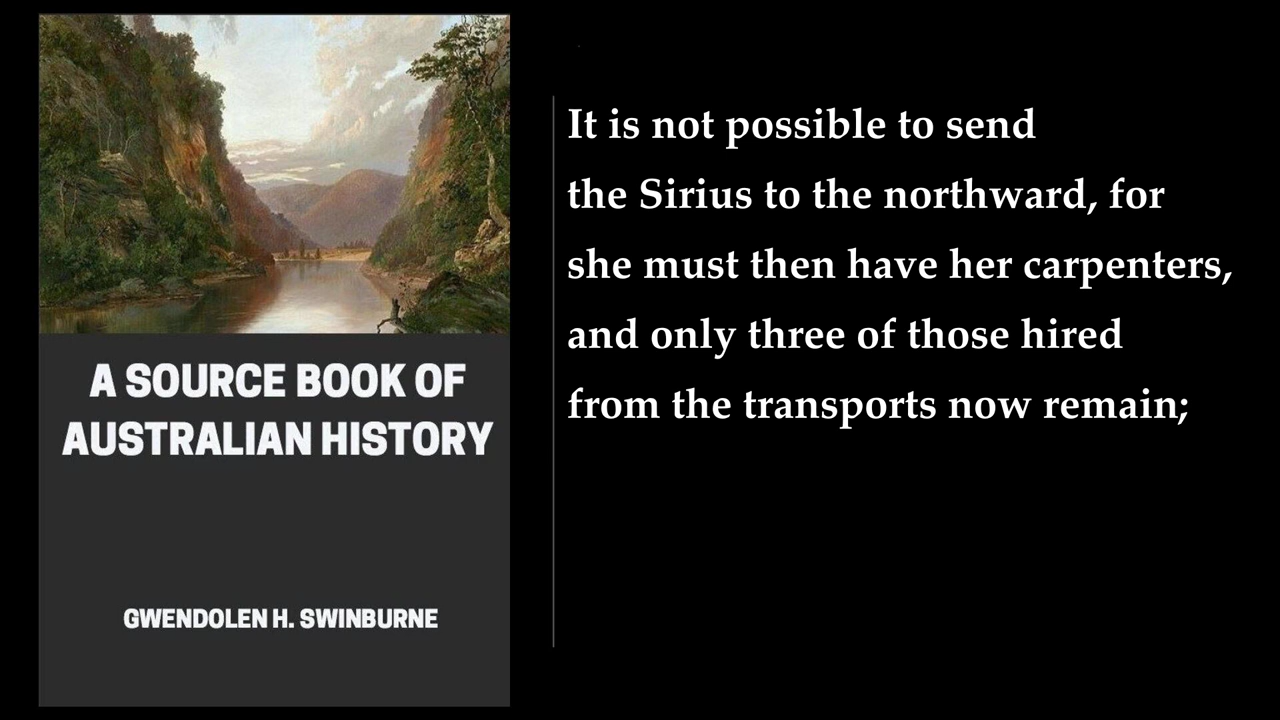 A SOURCE BOOK OF
AUSTRALIAN HISTORY
GWENDOLEN H. SWINBURNE
It is not possible to send
the Sirius to the northward, for
she must then have her carpenters,
and only three of those hired
from the transports now remain;